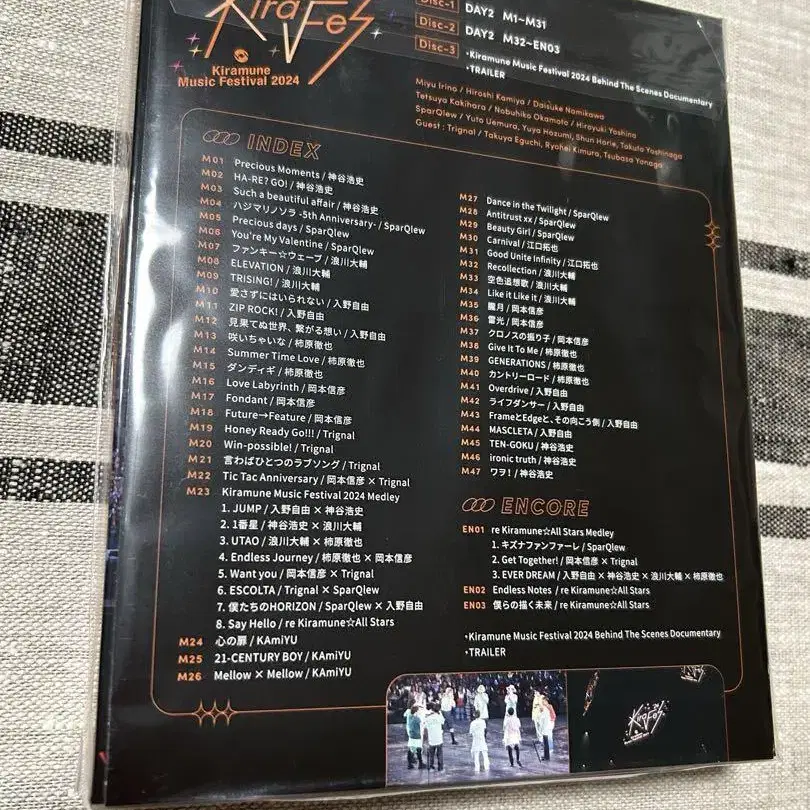 KiraFes
Kiramune
Music Festival 2024
Disc-1 DAY2 M1~M31
Disc-2 DAY2 M32~EN03
Disc-3 •Kiramune Music Festival 2024 Behind The Scenes Documentary
•TRAILER
Miyu Irino / Hiroshi Kamiya / Daisuke Namikawa
Tetsuya Kakihara / Nobuhiko Okamoto / Hiroyuki Yoshino
SparQlew / Yuto Uemura, Yuya Hozumi, Shun Horie, Takuto Yoshinaga
Guest : Trignal / Takuya Eguchi, Ryohei Kimura, Tsubasa Yonaga
INDEX
M01 Precious Moments / 神谷浩史
M02 HA-RE? GO! / 神谷浩史
M03 Such a beautiful affair / 神谷浩史
M04 ハジマリノソラ -5th Anniversary- / SparQlew
M05 Precious days / SparQlew
M06 You're My Valentine / SparQlew
M07 ファンキー☆ウェーブ / 浪川大輔
M08 ELEVATION / 浪川大輔
M09 TRISING! / 浪川大輔
M10 愛さずにはいられない / 入野自由
M11 ZIP ROCK! / 入野自由
M12 見果てぬ世界、繋がる想い / 入野自由
M13 咲いちゃいな / 柿原徹也
M14 Summer Time Love / 柿原徹也
M15 ダンディギ / 柿原徹也
M16 Love Labyrinth / 岡本信彦
M17 Fondant / 岡本信彦
M18 Future→Feature / 岡本信彦
M19 Honey Ready Go!!! / Trignal
M20 Win-possible! / Trignal
M21 言わばひとつのラブソング / Trignal
M22 Tic Tac Anniversary / 岡本信彦 × Trignal
M23 Kiramune Music Festival 2024 Medley
1. JUMP / 入野自由 × 神谷浩史
2. 1番星 / 神谷浩史 × 浪川大輔
3. UTAO / 浪川大輔 × 柿原徹也
4. Endless Journey / 柿原徹也 × 岡本信彦
5. Want you / 岡本信彦 × Trignal
6. ESCOLTA / Trignal × SparQlew
7. 僕たちのHORIZON / SparQlew × 入野自由
8. Say Hello / re Kiramune☆All Stars
M24 心の扉 / KAmiYU
M25 21-CENTURY BOY / KAmiYU
M26 Mellow × Mellow / KAmiYU
M27 Dance in the Twilight / SparQlew
M28 Antitrust xx / SparQlew
M29 Beauty Girl / SparQlew
M30 Carnival / 江口拓也
M31 Good Unite Infinity / 江口拓也
M32 Recollection / 浪川大輔
M33 空色追想歌 / 浪川大輔
M34 Like it Like it / 浪川大輔
M35 朧月 / 岡本信彦
M36 雷光 / 岡本信彦
M37 クロノスの振り子 / 岡本信彦
M38 Give It To Me / 柿原徹也
M39 GENERATIONS / 柿原徹也
M40 カントリーロード / 柿原徹也
M41 Overdrive / 入野自由
M42 ライフダンサー / 入野自由
M43 FrameとEdgeと、その向こう側 / 入野自由
M44 MASCLETA / 入野自由
M45 TEN-GOKU / 神谷浩史
M46 ironic truth / 神谷浩史
M47 ワヲ! / 神谷浩史
ENCORE
EN01 re Kiramune☆All Stars Medley
1. キズナファンファーレ / SparQlew
2. Get Together! / 岡本信彦 × Trignal
3. EVER DREAM / 入野自由 × 神谷浩史 × 浪川大輔 × 柿原徹也
EN02 Endless Notes / re Kiramune☆All Stars
EN03 僕らの描く未来 / re Kiramune☆All Stars
•Kiramune Music Festival 2024 Behind The Scenes Documentary
•TRAILER
KiraFes